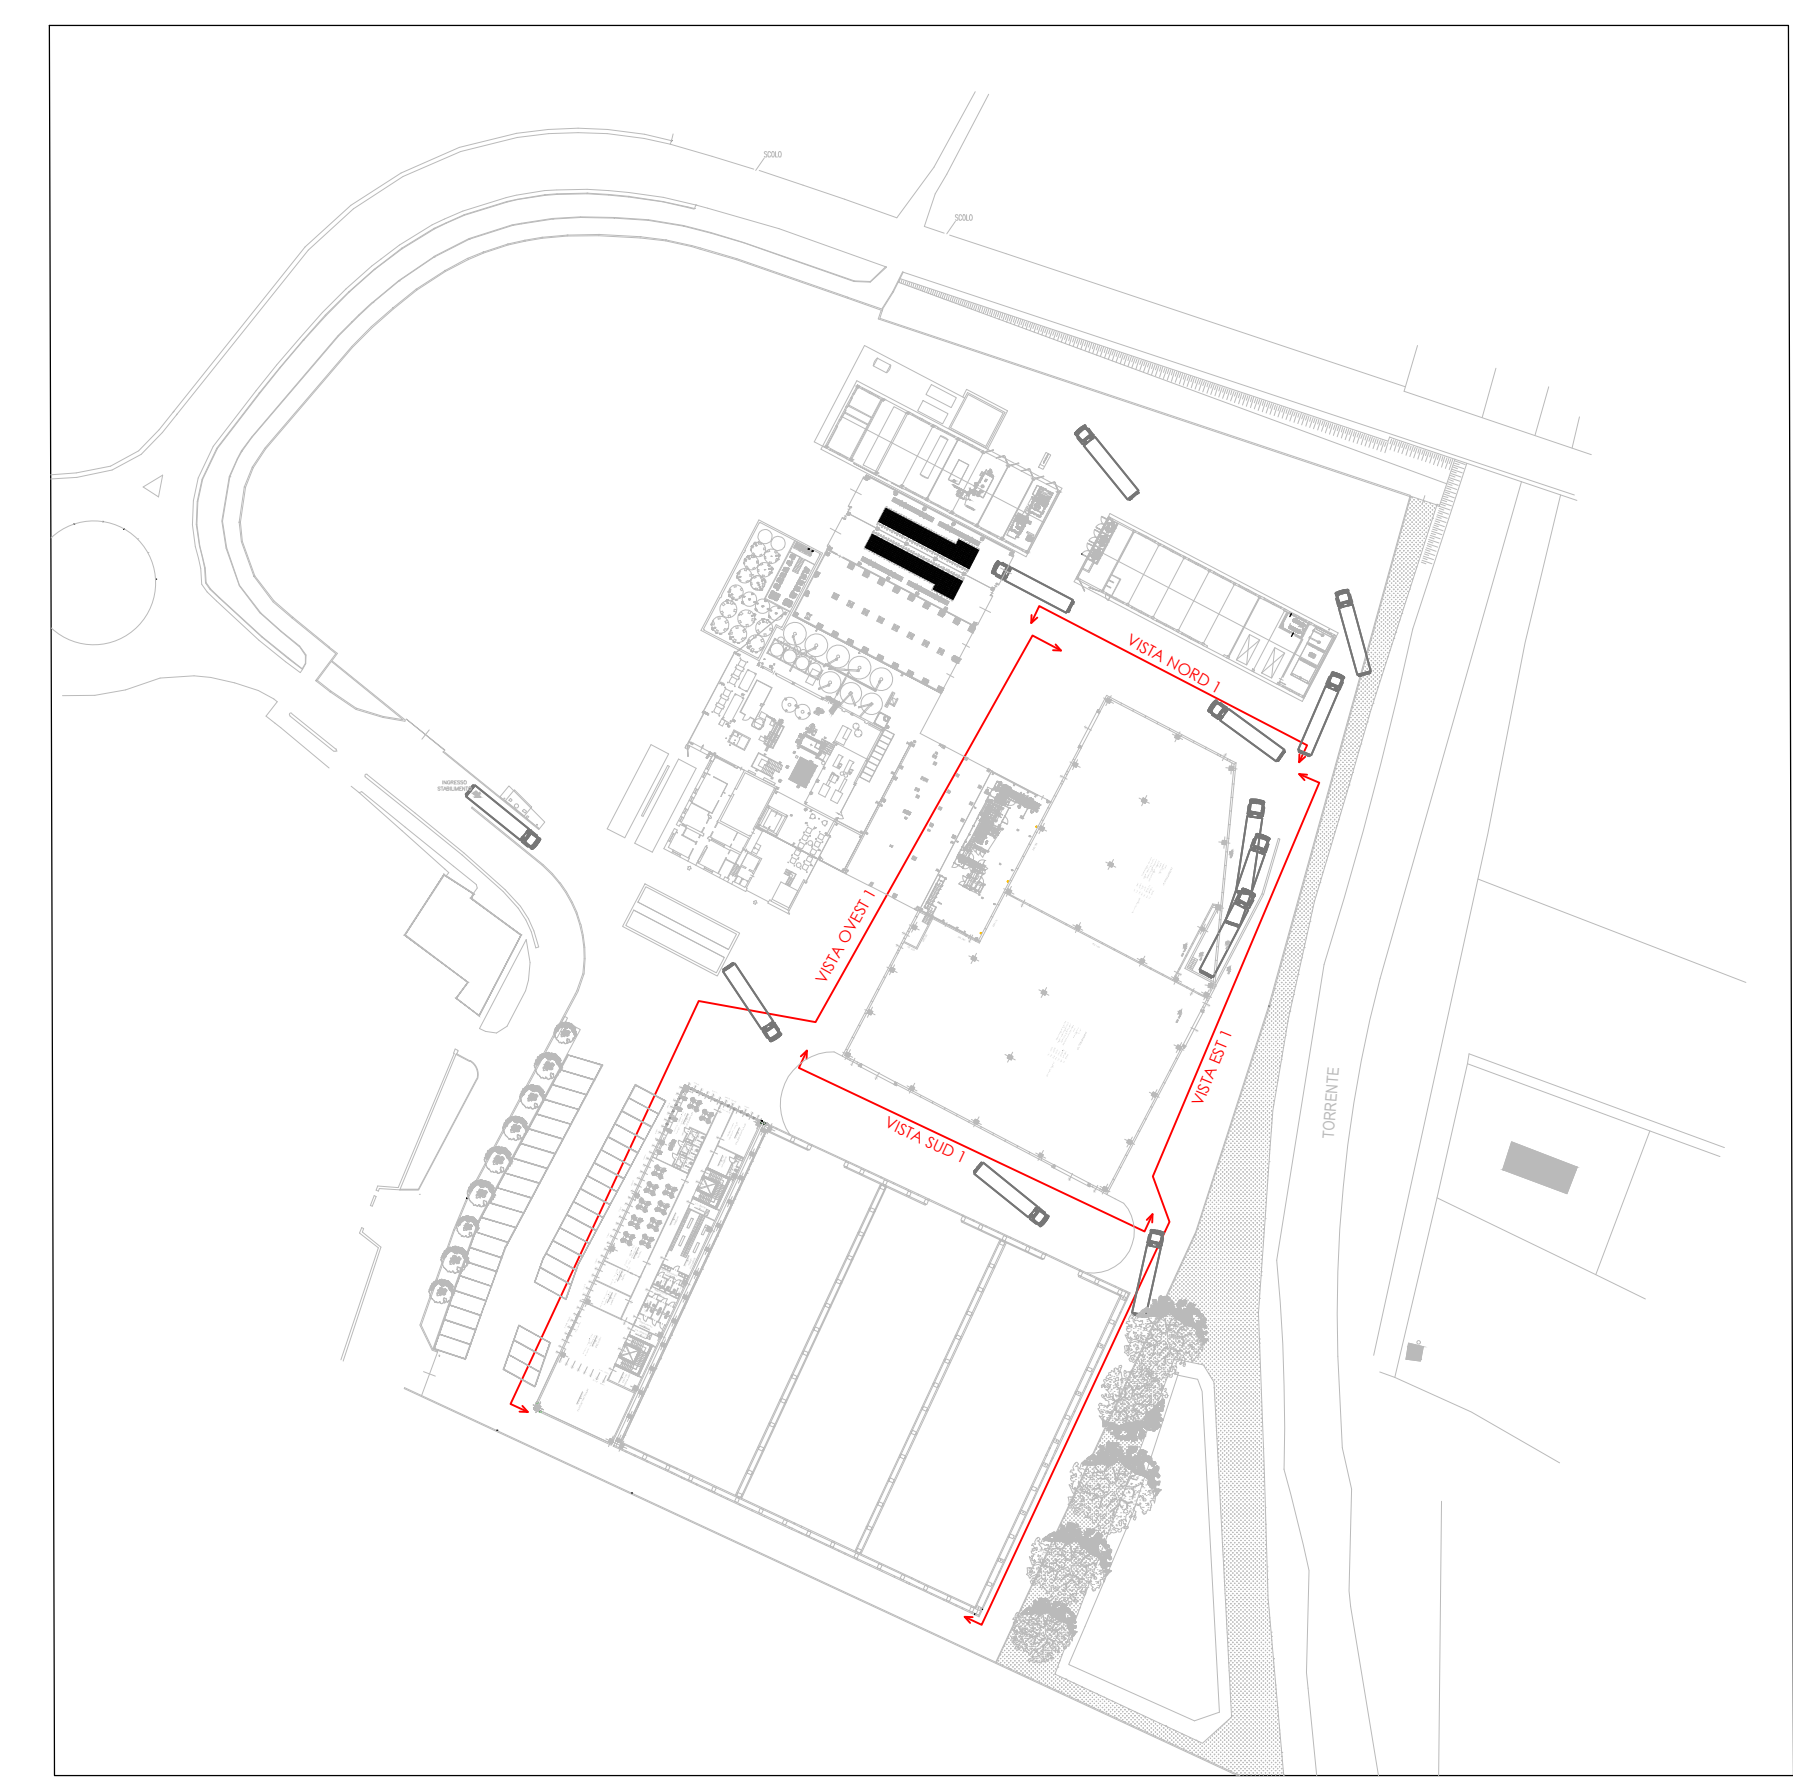 SCOLO
SCOLO
VISTA NORD 1
INGRESSO
STABILIMENTO
VISTA OVEST 1
VISTA EST 1
TORRENTE
VISTA SUD 1